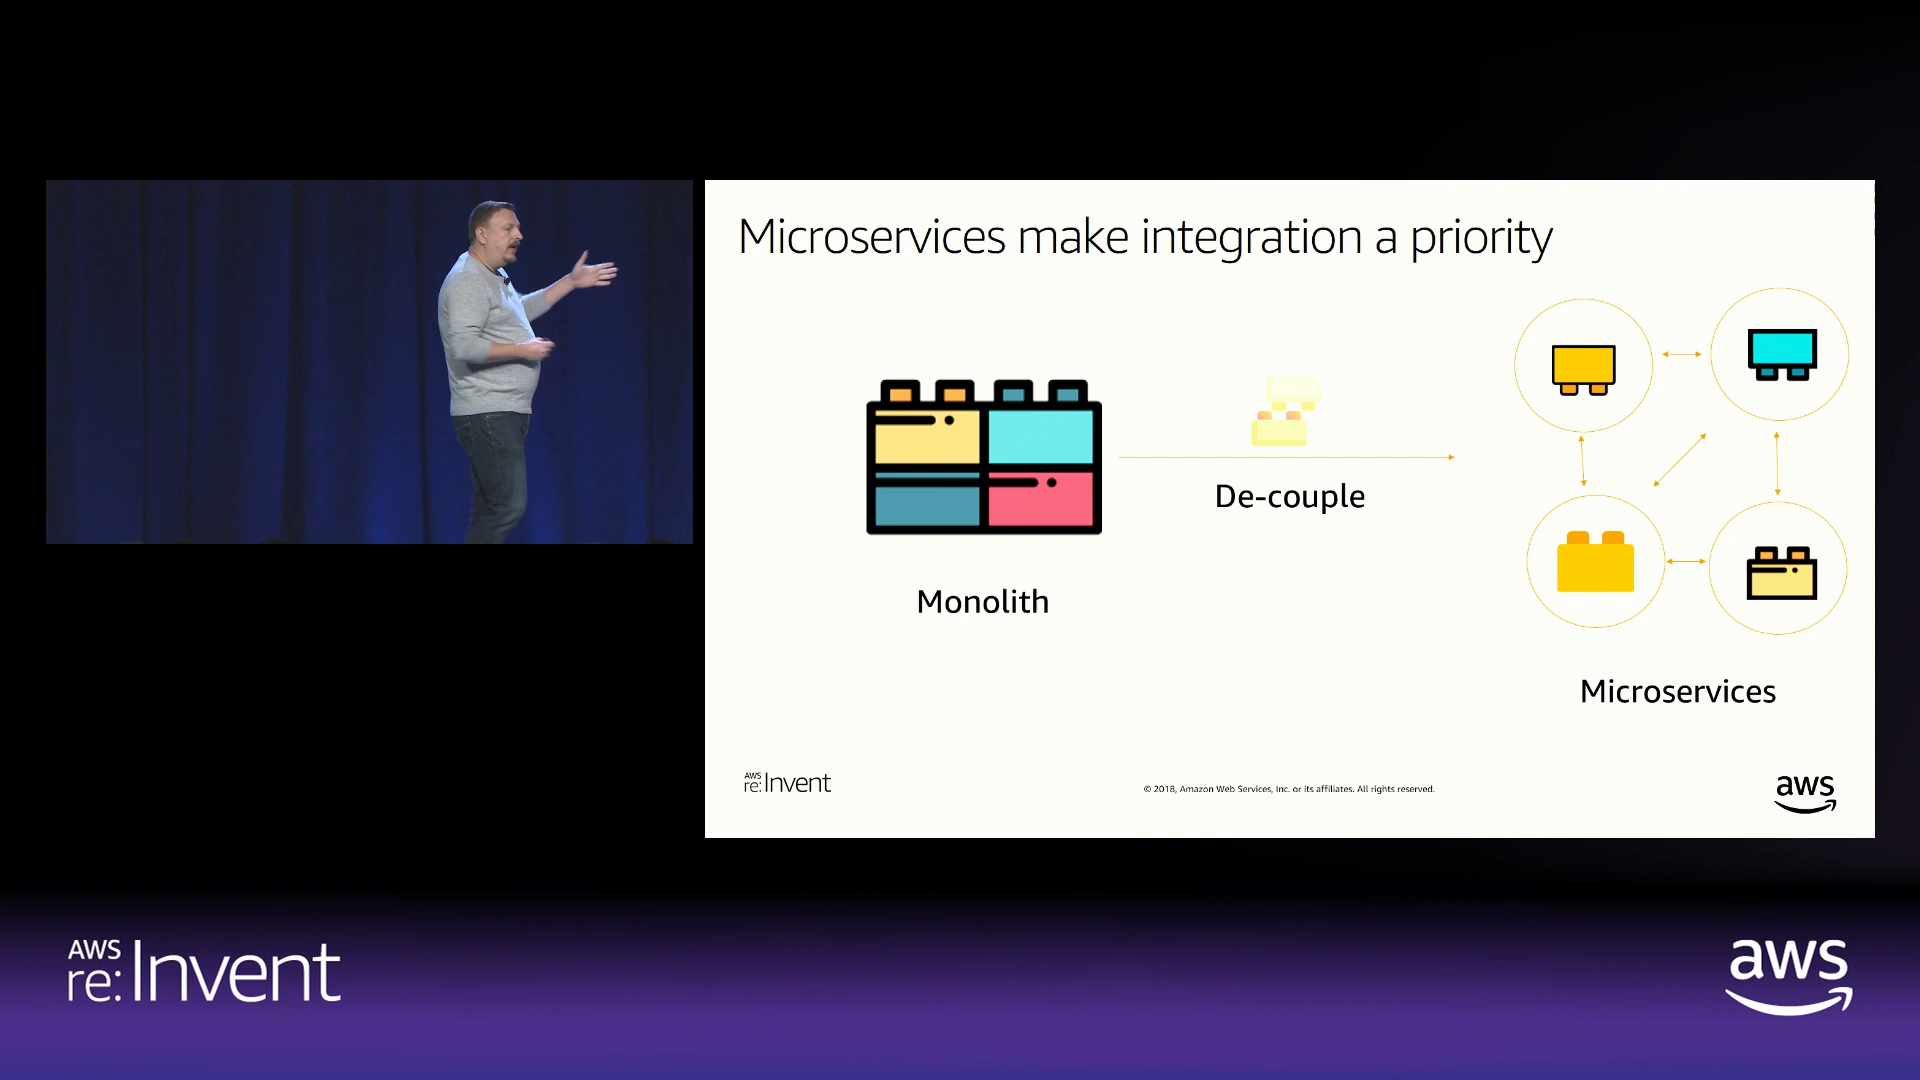 Microservices make integration a priority
De-couple
Monolith
Microservices
AWS
re:Invent
© 2018, Amazon Web Services, Inc. or its affiliates. All rights reserved.
aws
AWS
re:Invent
aws